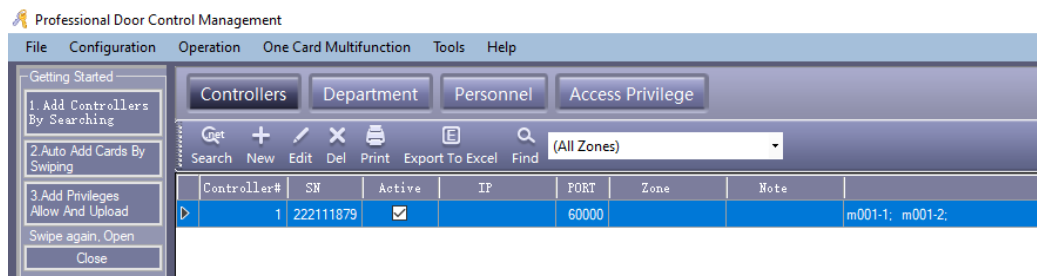 Professional Door Control Management
File Configuration Operation One Card Multifunction Tools Help
Getting Started
1. Add Controllers
By Searching
2.Auto Add Cards By
Swiping
3.Add Privileges
Allow And Upload
Swipe again, Open
Close
Controllers Department Personnel Access Privilege
net
Search New Edit Del Print E Export To Excel Find (All Zones)
Controller# SN Active IP PORT Zone Note
1 222111879 60000 m001-1; m001-2;